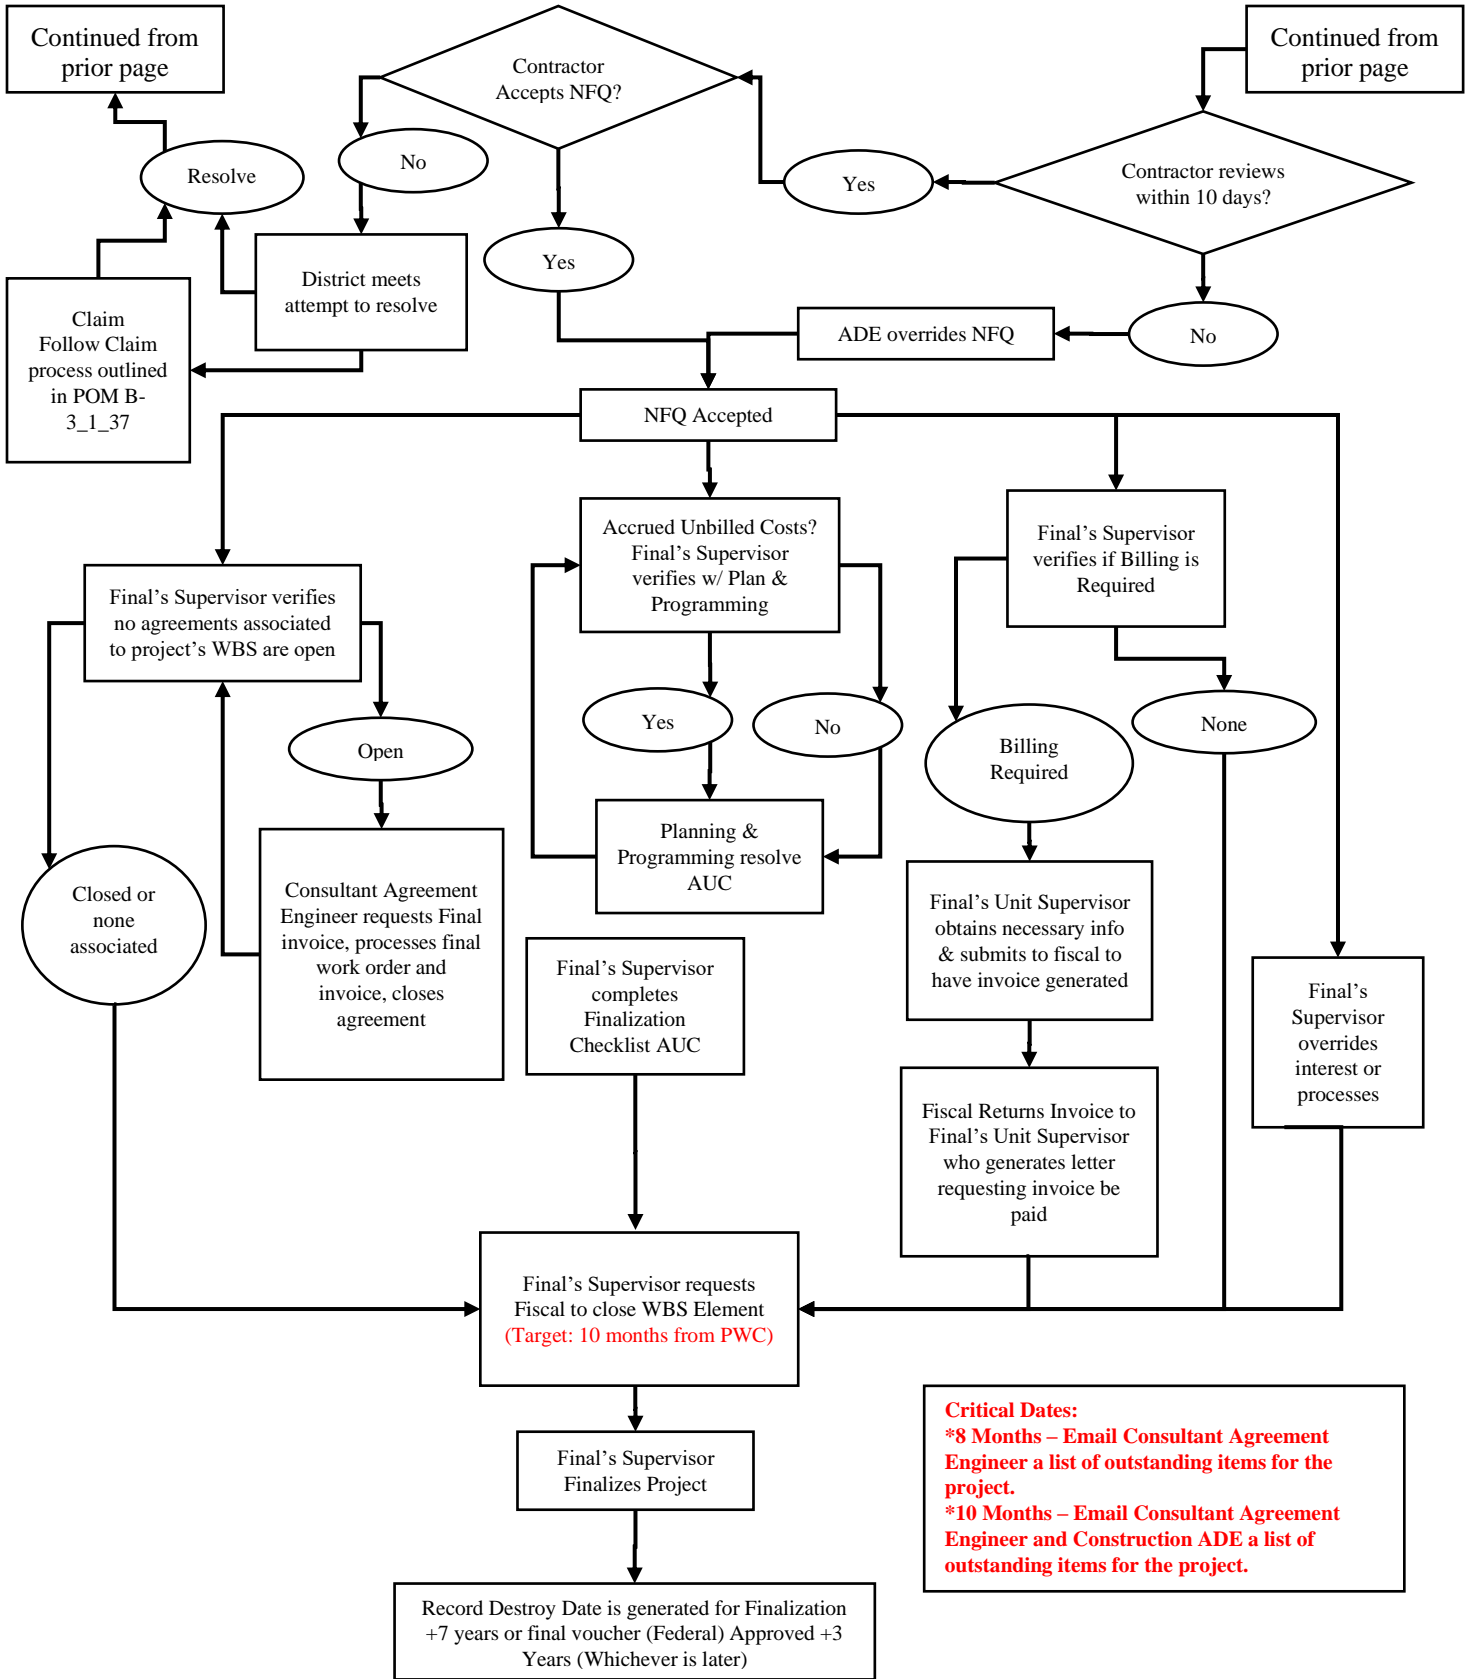 Continued from
prior page
Contractor
Accepts NFQ?
Continued from
prior page
No
Resolve
Yes
Contractor reviews
within 10 days?
District meets
attempt to resolve
Yes
Claim
Follow Claim
process outlined
in POM B-
3_1_37
ADE overrides NFQ
No
NFQ Accepted
Final’s Supervisor verifies
no agreements associated
to project’s WBS are open
Accrued Unbilled Costs?
Final’s Supervisor
verifies w/ Plan &
Programming
Final’s Supervisor
verifies if Billing is
Required
Open
Yes
No
Billing
Required
None
Closed or
none
associated
Consultant Agreement
Engineer requests Final
invoice, processes final
work order and
invoice, closes
agreement
Planning &
Programming resolve
AUC
Final’s Unit Supervisor
obtains necessary info
& submits to fiscal to
have invoice generated
Final’s Supervisor
completes
Finalization
Checklist AUC
Final’s
Supervisor
overrides
interest or
processes
Fiscal Returns Invoice to
Final’s Unit Supervisor
who generates letter
requesting invoice be
paid
Final’s Supervisor requests
Fiscal to close WBS Element
(Target: 10 months from PWC)
Final’s Supervisor
Finalizes Project
Critical Dates:
*8 Months – Email Consultant Agreement
Engineer a list of outstanding items for the
project.
*10 Months – Email Consultant Agreement
Engineer and Construction ADE a list of
outstanding items for the project.
Record Destroy Date is generated for Finalization
+7 years or final voucher (Federal) Approved +3
Years (Whichever is later)